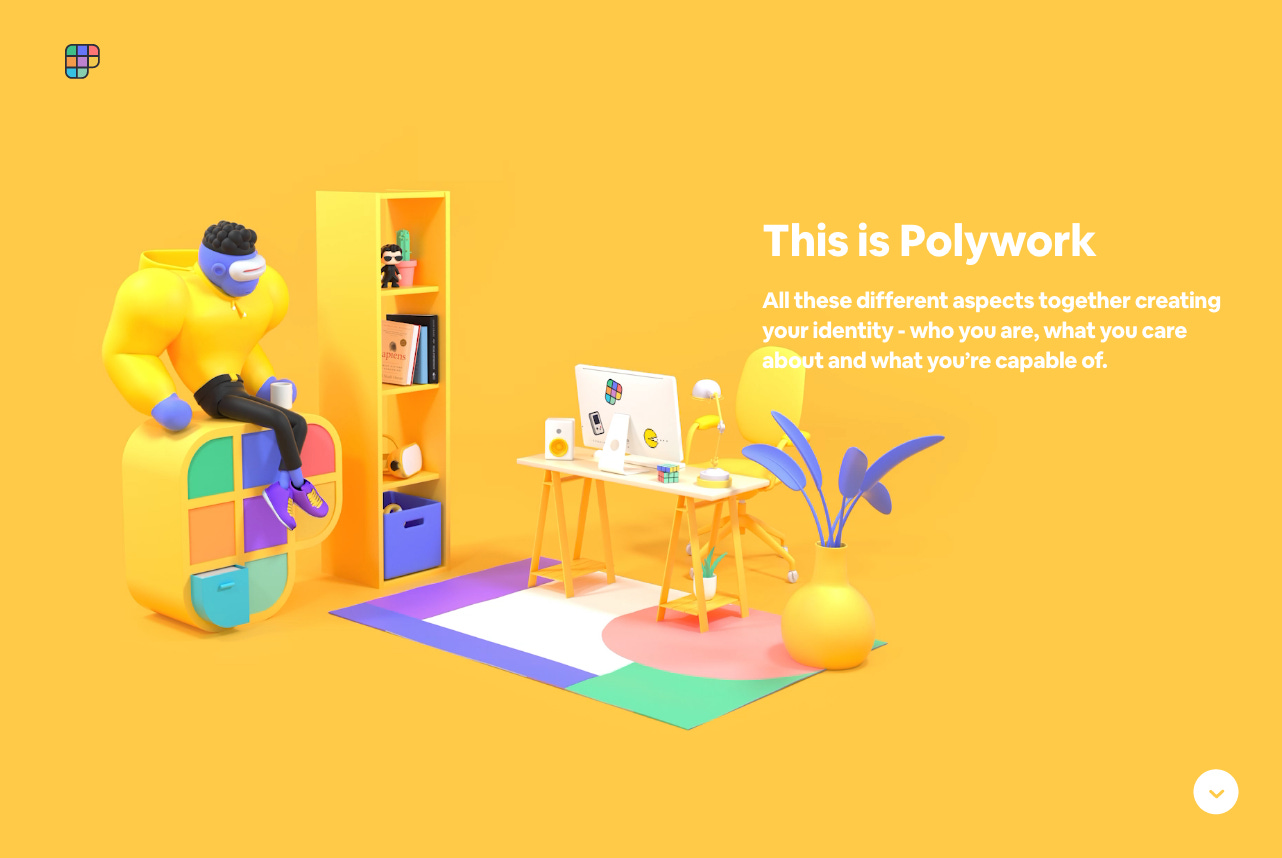 This is Polywork
All these different aspects together creating
your identity - who you are, what you care
about and what you’re capable of.